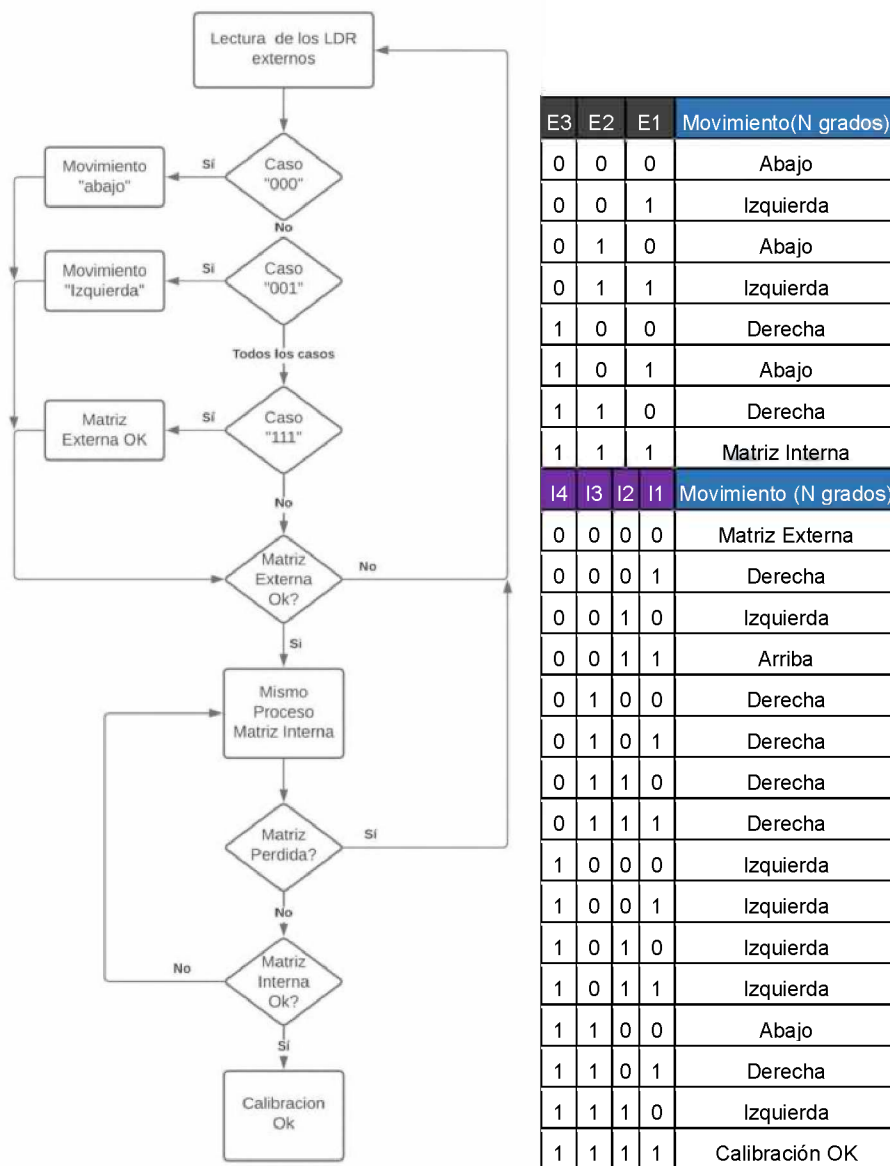 Lectura de los LDR
externos
Caso
"000"
Sí
Movimiento
"abajo"
No
Caso
"001"
Sí
Movimiento
"Izquierda"
Todos los casos
Caso
"111"
Sí
Matriz
Externa OK
No
Matriz
Externa
Ok?
No
Si
Mismo
Proceso
Matriz Interna
Matriz
Perdida?
Sí
No
Matriz
Interna
Ok?
No
Sí
Calibracion
Ok
E3 E2 E1 Movimiento(N grados)
0 0 0 Abajo
0 0 1 Izquierda
0 1 0 Abajo
0 1 1 Izquierda
1 0 0 Derecha
1 0 1 Abajo
1 1 0 Derecha
1 1 1 Matriz Interna
I4 I3 I2 I1 Movimiento (N grados)
0 0 0 0 Matriz Externa
0 0 0 1 Derecha
0 0 1 0 Izquierda
0 0 1 1 Arriba
0 1 0 0 Derecha
0 1 0 1 Derecha
0 1 1 0 Derecha
0 1 1 1 Derecha
1 0 0 0 Izquierda
1 0 0 1 Izquierda
1 0 1 0 Izquierda
1 0 1 1 Izquierda
1 1 0 0 Abajo
1 1 0 1 Derecha
1 1 1 0 Izquierda
1 1 1 1 Calibración OK